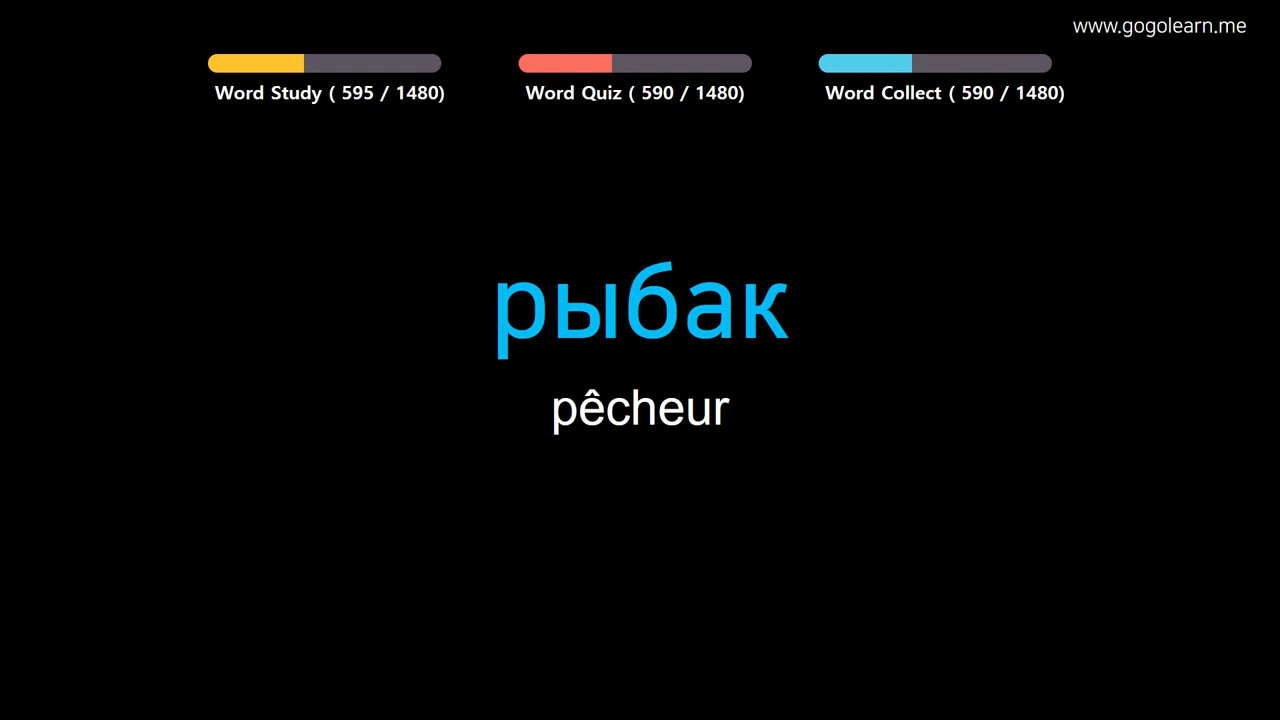 www.gogolearn.me
Word Study ( 595 / 1480)
Word Quiz ( 590 / 1480)
Word Collect ( 590 / 1480)
рыбак
pêcheur